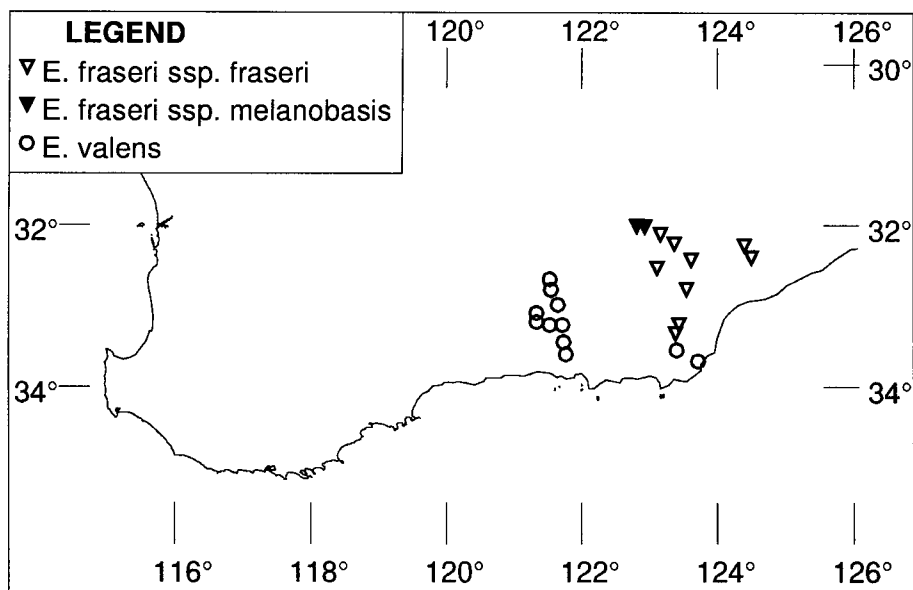 LEGEND
E. fraseri ssp. fraseri
E. fraseri ssp. melanobasis
E. valens
120° 122° 124° 126°
30°
32° 32°
34° 34°
116° 118° 120° 122° 124° 126°